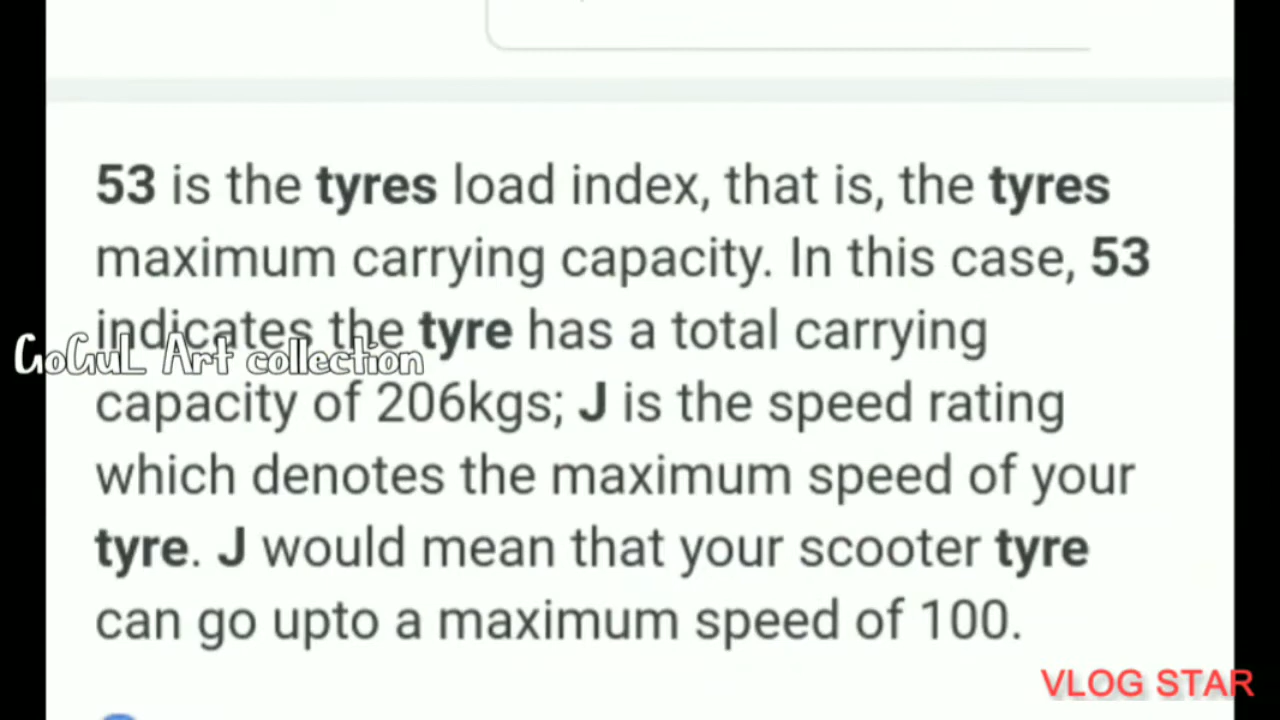 53 is the tyres load index, that is, the tyres
maximum carrying capacity. In this case, 53
indicates the tyre has a total carrying
GoGuL Art collection
capacity of 206kgs; J is the speed rating
which denotes the maximum speed of your
tyre. J would mean that your scooter tyre
can go upto a maximum speed of 100.
VLOG STAR